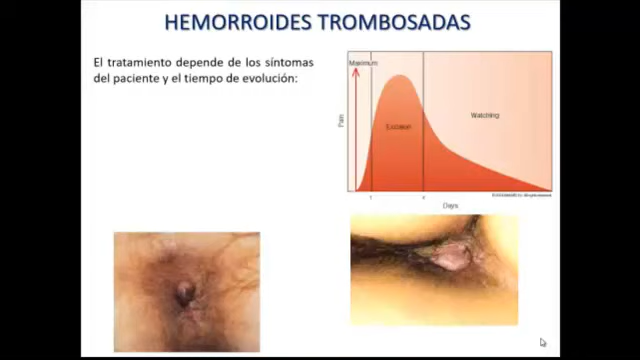 HEMORROIDES TROMBOSADAS
El tratamiento depende de los síntomas
del paciente y el tiempo de evolución:
Maximum
Pain
Excision
Watching
Days